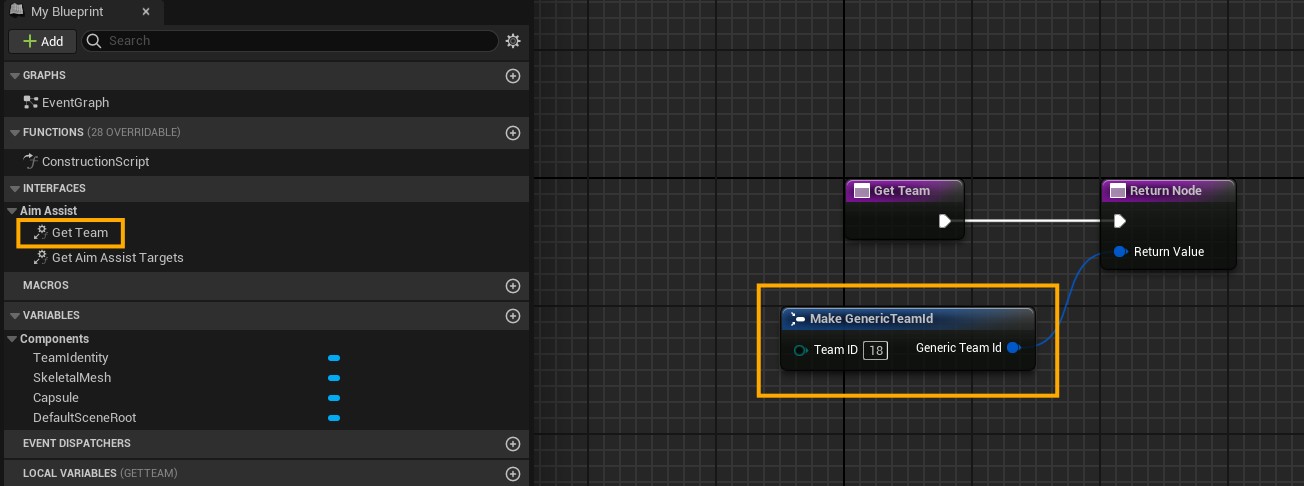 My Blueprint
Add
Search
GRAPHS
EventGraph
FUNCTIONS (28 OVERRIDABLE)
ConstructionScript
INTERFACES
Aim Assist
Get Team
Get Aim Assist Targets
MACROS
VARIABLES
Components
TeamIdentity
SkeletalMesh
Capsule
DefaultSceneRoot
EVENT DISPATCHERS
LOCAL VARIABLES (GETTEAM)
Get Team
Return Node
Return Value
Make GenericTeamId
Team ID 18 Generic Team Id